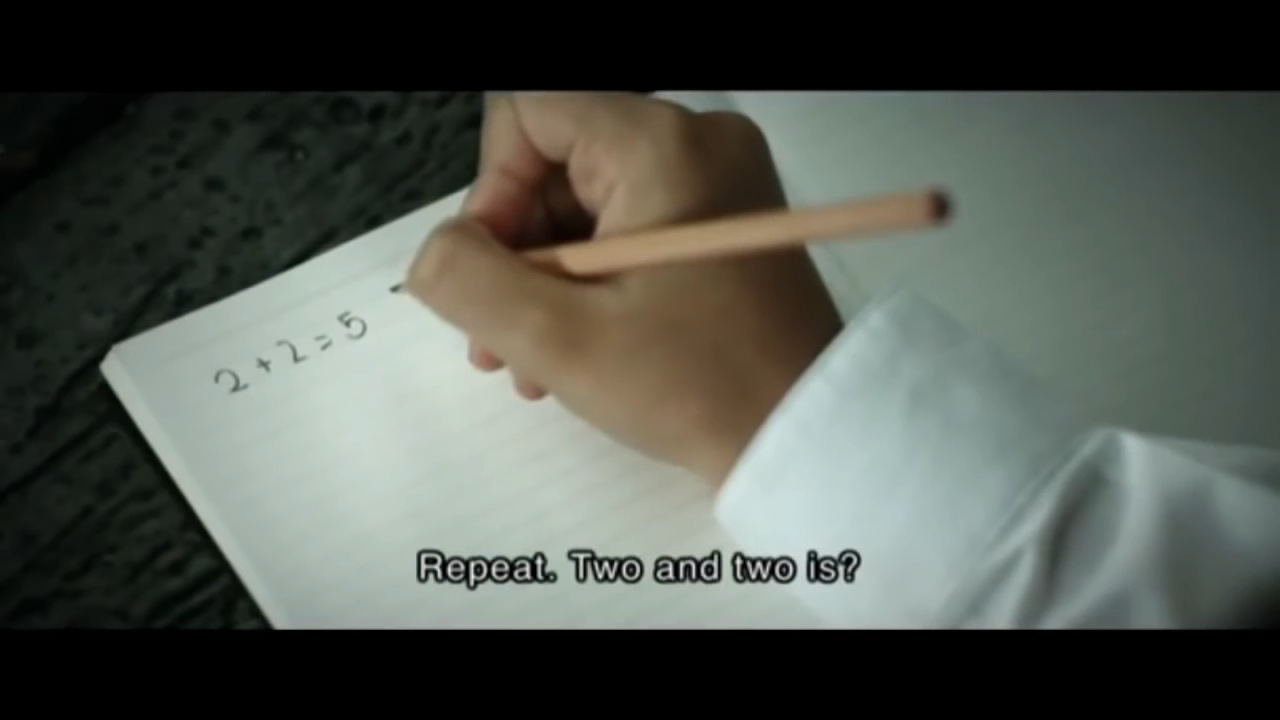 2 + 2 = 5
Repeat. Two and two is?